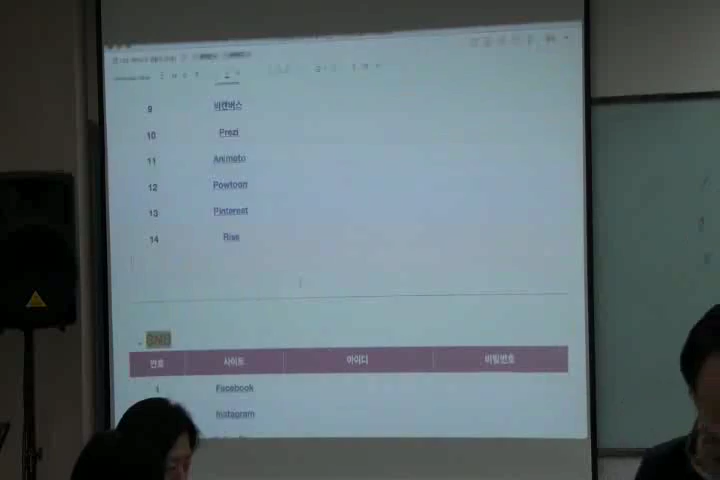 9 비캔버스
10 Prezi
11 Animoto
12 Powtoon
13 Pinterest
14 Rise
SNS
번호 사이트 아이디 비밀번호
1 Facebook
Instagram